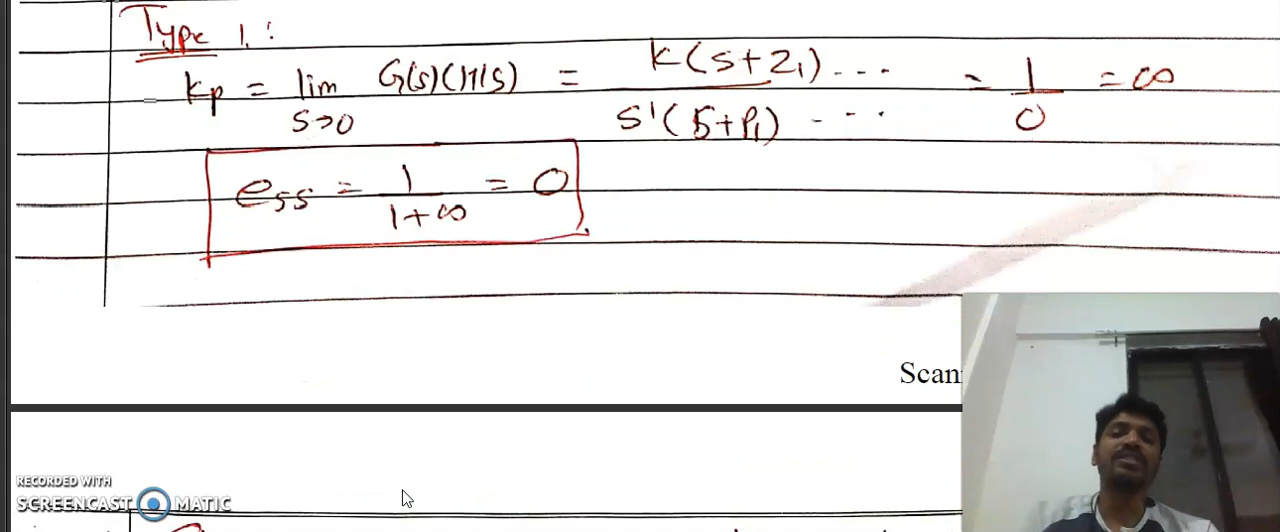 Type 1:
Kp = lim G(s)(H(s) = K(s+Z1)... = 1/0 = ∞
s→0 s¹(s+P1) ...
ess = 1/1+∞ = 0
Scan
RECORDED WITH
SCREENCAST MATIC